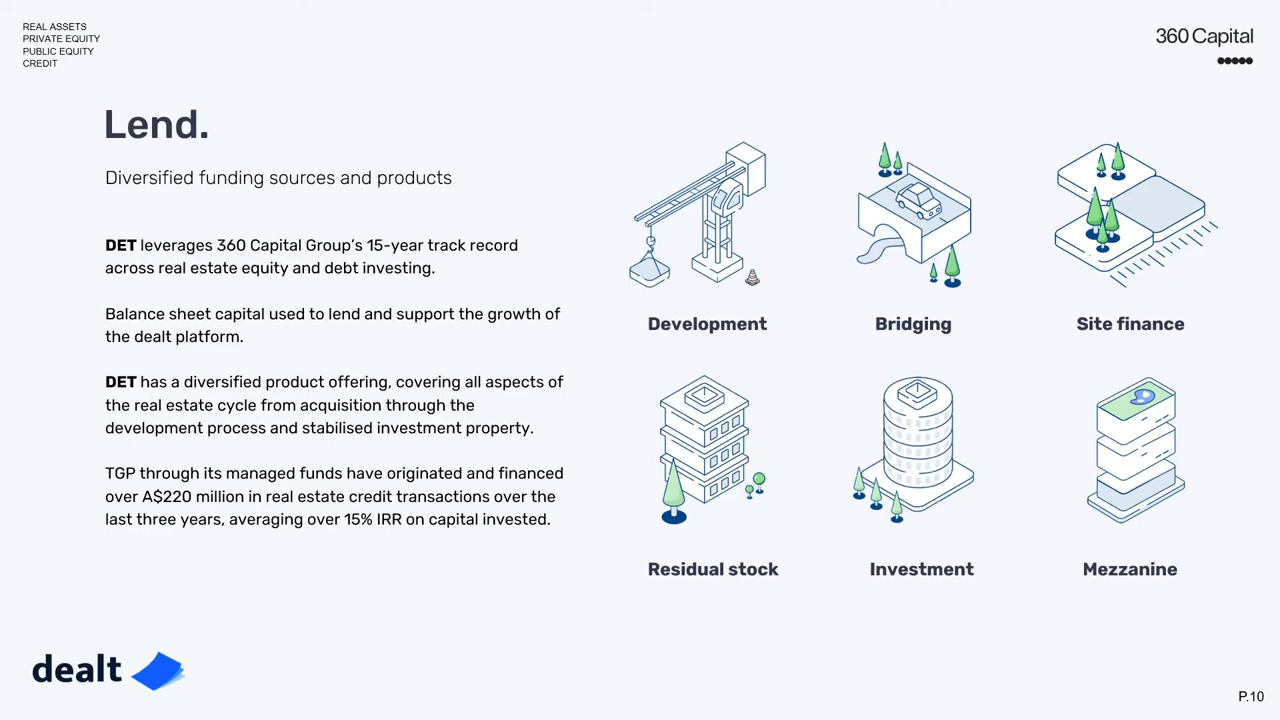 REAL ASSETS
PRIVATE EQUITY
PUBLIC EQUITY
CREDIT
360 Capital
Lend.
Diversified funding sources and products
DET leverages 360 Capital Group's 15-year track record
across real estate equity and debt investing.
Balance sheet capital used to lend and support the growth of
the dealt platform.
DET has a diversified product offering, covering all aspects of
the real estate cycle from acquisition through the
development process and stabilised investment property.
TGP through its managed funds have originated and financed
over A$220 million in real estate credit transactions over the
last three years, averaging over 15% IRR on capital invested.
Development
Bridging
Site finance
Residual stock
Investment
Mezzanine
dealt
P.10